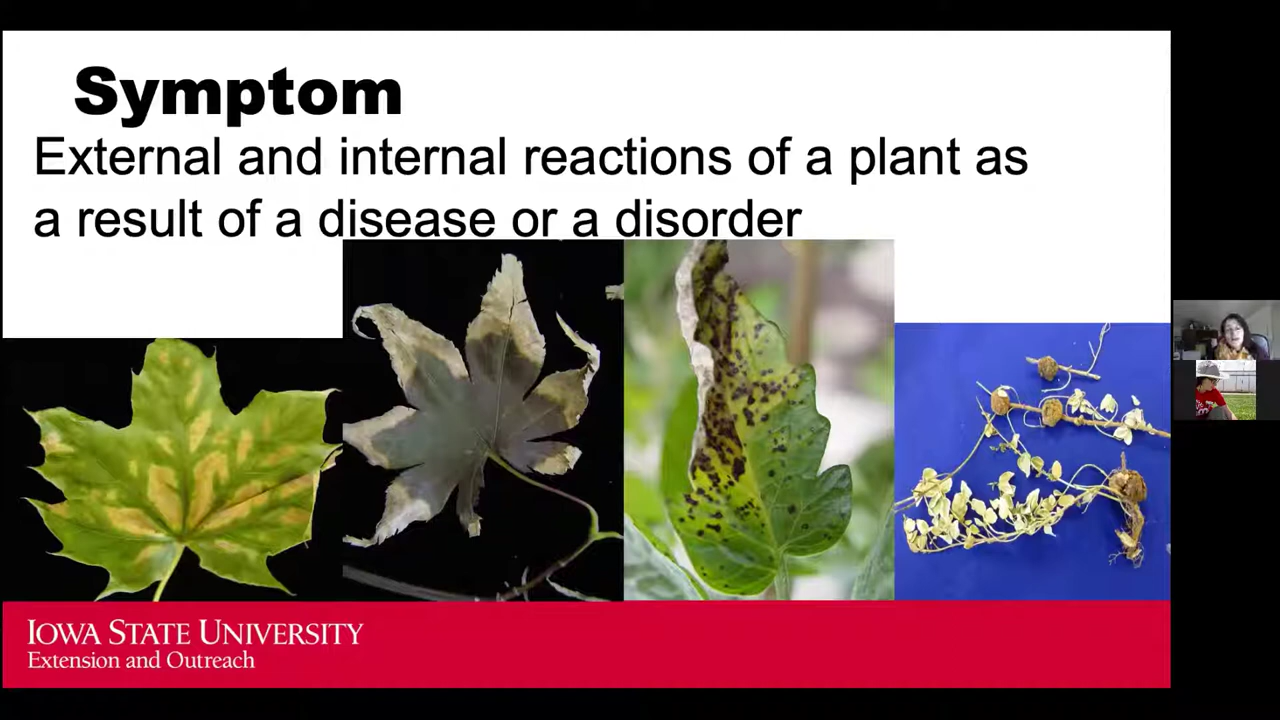 Symptom
External and internal reactions of a plant as
a result of a disease or a disorder
IOWA STATE UNIVERSITY
Extension and Outreach